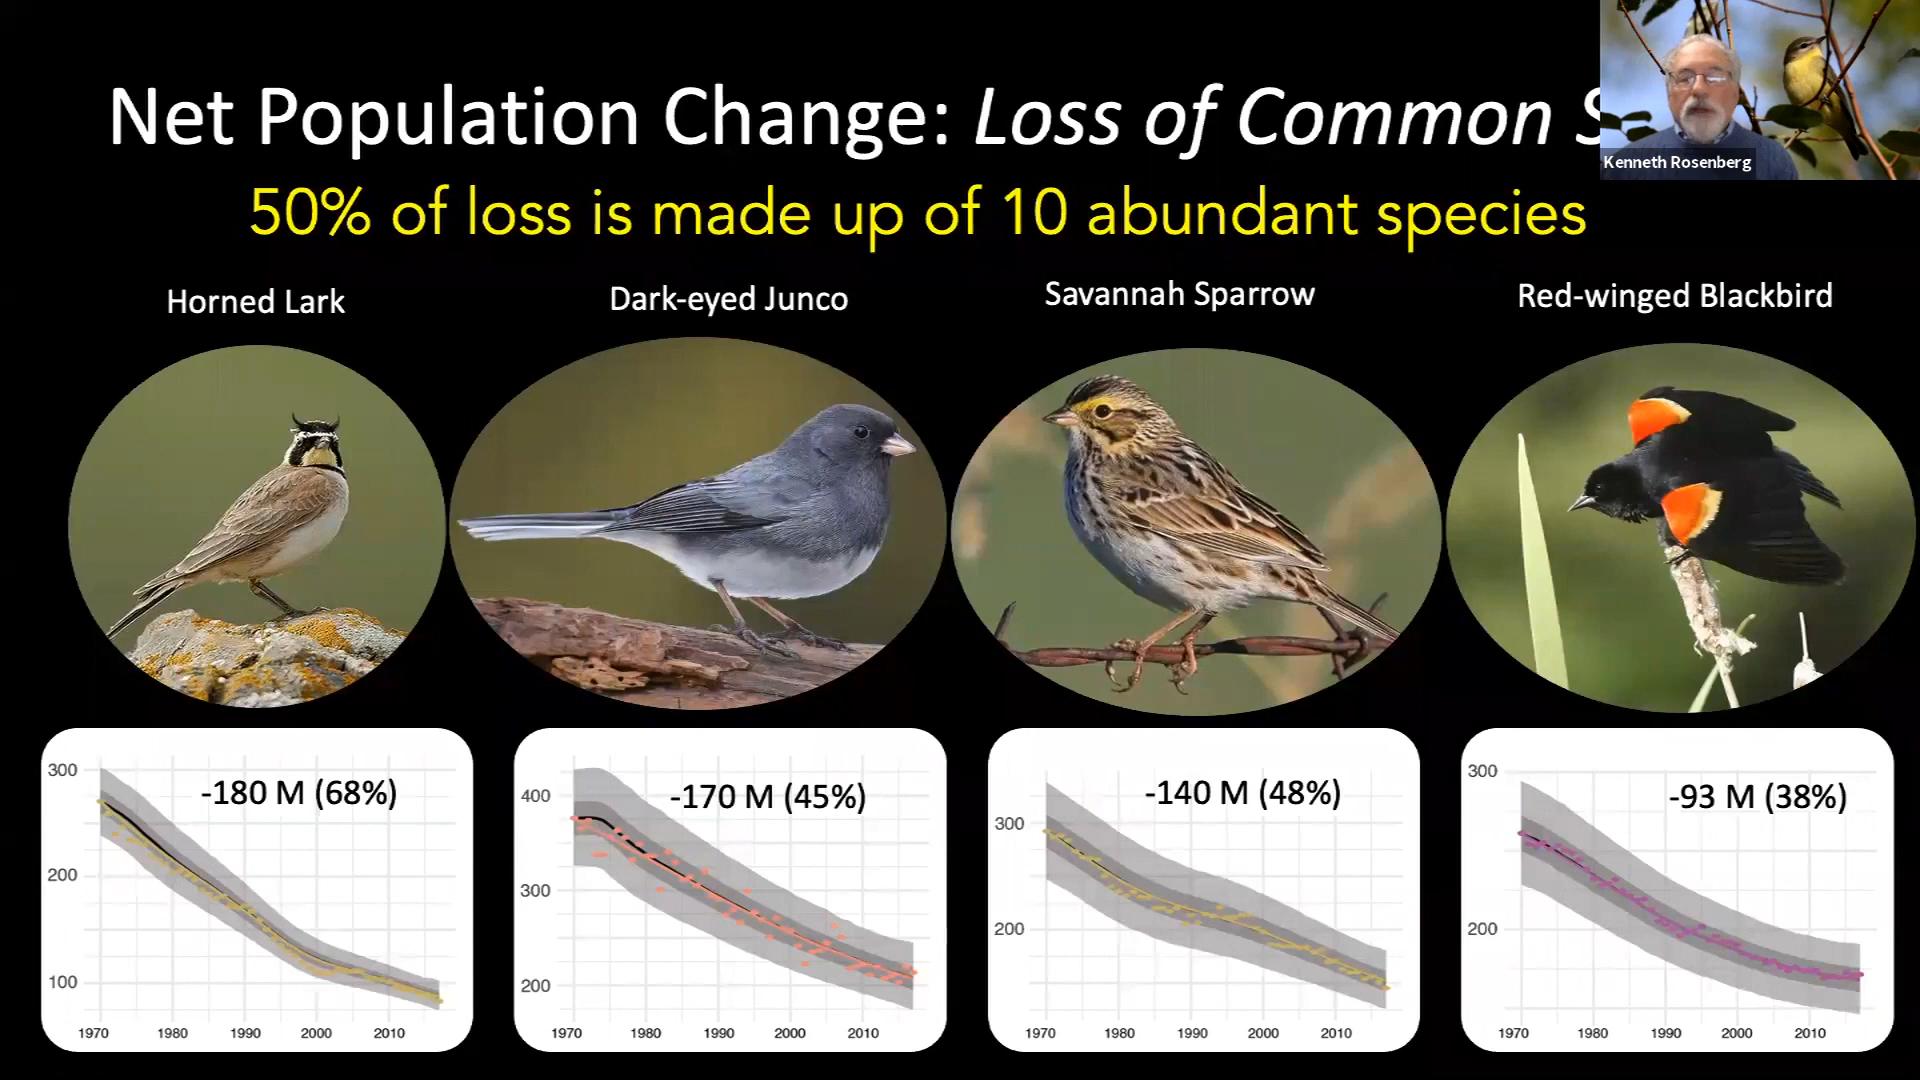 Net Population Change: Loss of Common
Kenneth Rosenberg
50% of loss is made up of 10 abundant species
Horned Lark
Dark-eyed Junco
Savannah Sparrow
Red-winged Blackbird
-180 M (68%)
300
200
100
1970 1980 1990 2000 2010
-170 M (45%)
400
300
200
1970 1980 1990 2000 2010
-140 M (48%)
300
200
1970 1980 1990 2000 2010
-93 M (38%)
300
200
1970 1980 1990 2000 2010